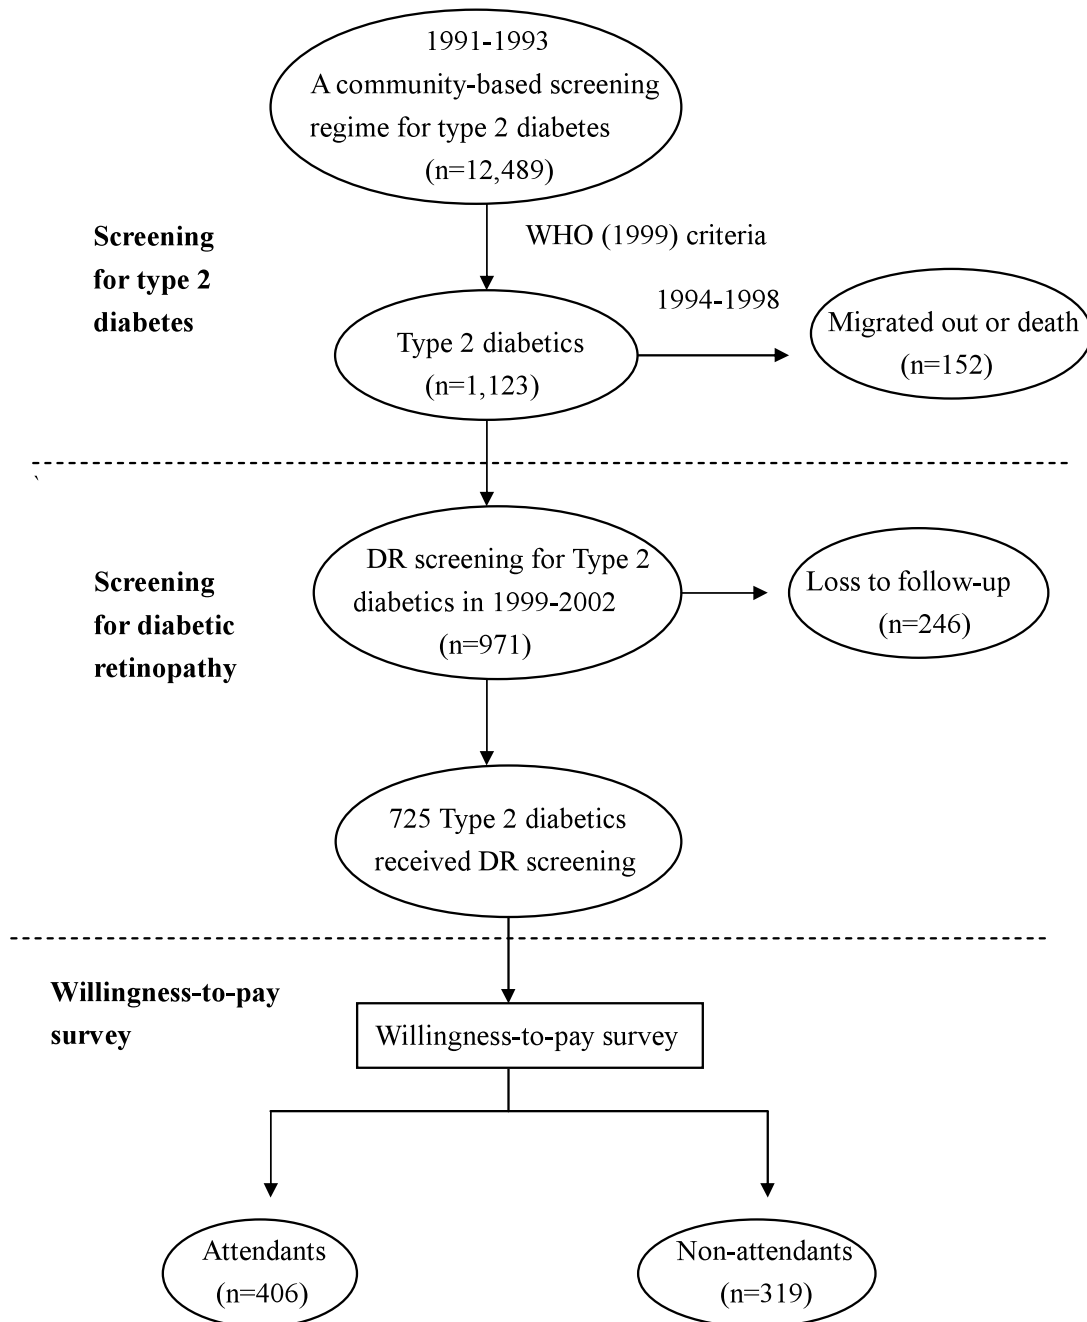 1991-1993
A community-based screening
regime for type 2 diabetes
(n=12,489)
Screening
for type 2
diabetes
WHO (1999) criteria
1994-1998
Type 2 diabetics
(n=1,123)
Migrated out or death
(n=152)
`
Screening
for diabetic
retinopathy
DR screening for Type 2
diabetics in 1999-2002
(n=971)
Loss to follow-up
(n=246)
725 Type 2 diabetics
received DR screening
Willingness-to-pay
survey
Willingness-to-pay survey
Attendants
(n=406)
Non-attendants
(n=319)